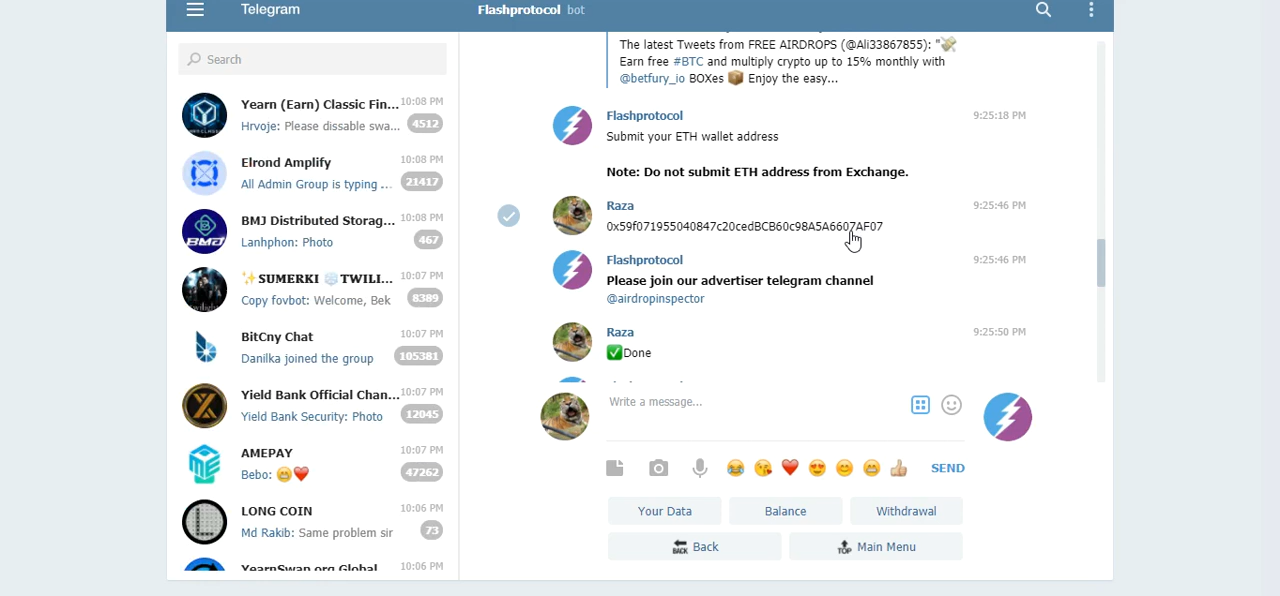 Telegram
Flashprotocol bot
Search
Yearn (Earn) Classic Fin... 10:08 PM
Hrvoje: Please dissable swa... 4512
Elrond Amplify 10:08 PM
All Admin Group is typing ... 21417
BMJ Distributed Storag... 10:08 PM
Lanhphon: Photo 467
✨SUMERKI ❄️TWILI... 10:07 PM
Copy fovbot: Welcome, Bek 8389
BitCny Chat 10:07 PM
Danilka joined the group 105381
Yield Bank Official Chan... 10:07 PM
Yield Bank Security: Photo 12045
AMEPAY 10:07 PM
Bebo: 😁❤️ 47262
LONG COIN 10:06 PM
Md Rakib: Same problem sir 73
YearnSwap.org Global 10:06 PM
The latest Tweets from FREE AIRDROPS (@Ali33867855): "💸
Earn free #BTC and multiply crypto up to 15% monthly with
@betfury_io BOXes 📦 Enjoy the easy...
Flashprotocol 9:25:18 PM
Submit your ETH wallet address
Note: Do not submit ETH address from Exchange.
Raza 9:25:46 PM
0x59f071955040847c20cedBCB60c98A5A6607AF07
Flashprotocol 9:25:46 PM
Please join our advertiser telegram channel
@airdropinspector
Raza 9:25:50 PM
✅Done
Write a message...
SEND
Your Data
Balance
Withdrawal
BACK Back
TOP Main Menu